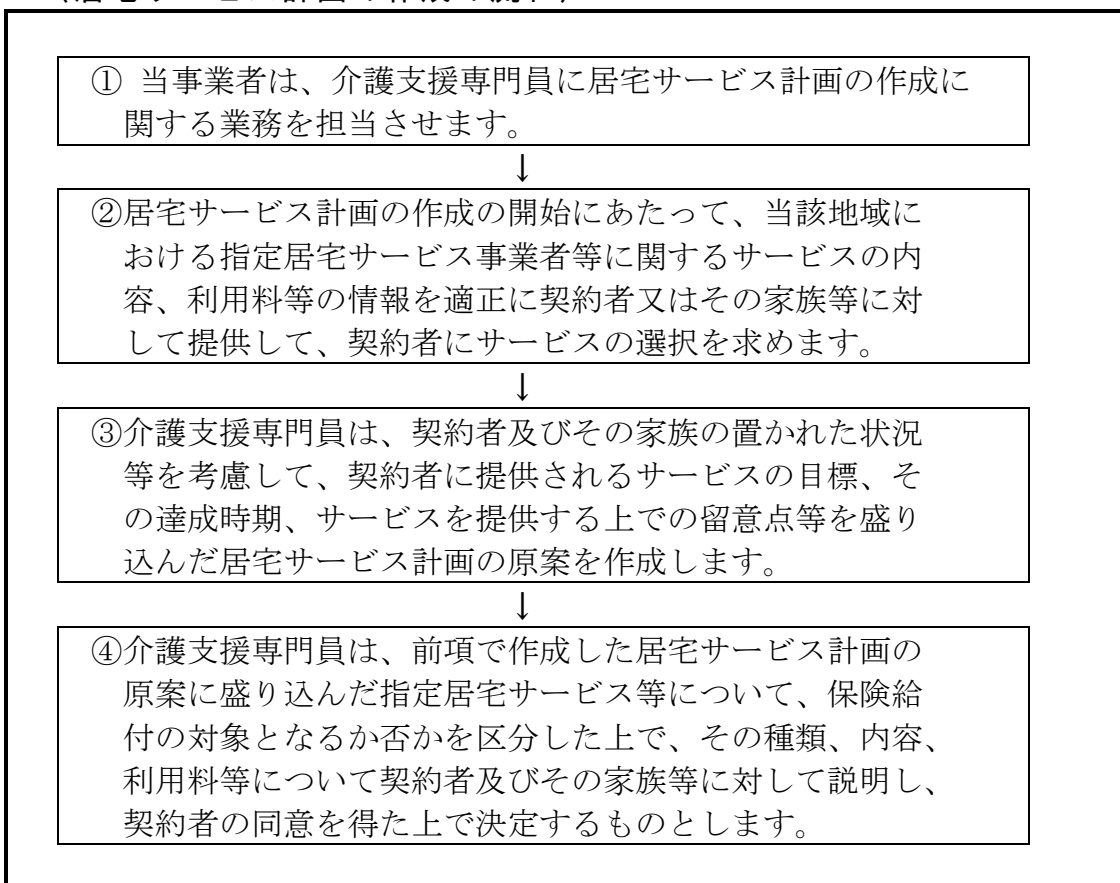 ① 当事業者は、介護支援専門員に居宅サービス計画の作成に
関する業務を担当させます。
↓
②居宅サービス計画の作成の開始にあたって、当該地域に
おける指定居宅サービス事業者等に関するサービスの内
容、利用料等の情報を適正に契約者又はその家族等に対
して提供して、契約者にサービスの選択を求めます。
↓
③介護支援専門員は、契約者及びその家族の置かれた状況
等を考慮して、契約者に提供されるサービスの目標、そ
の達成時期、サービスを提供する上での留意点等を盛り
込んだ居宅サービス計画の原案を作成します。
↓
④介護支援専門員は、前項で作成した居宅サービス計画の
原案に盛り込んだ指定居宅サービス等について、保険給
付の対象となるか否かを区分した上で、その種類、内容、
利用料等について契約者及びその家族等に対して説明し、
契約者の同意を得た上で決定するものとします。